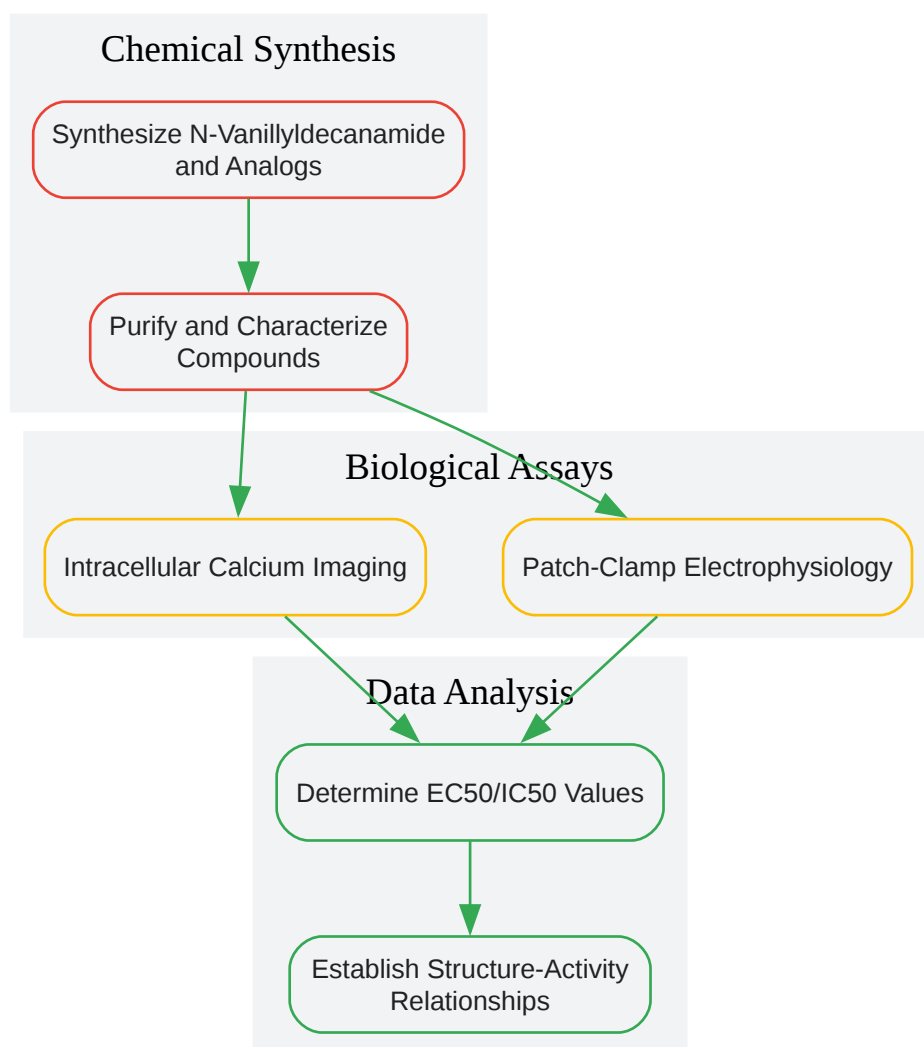 Chemical Synthesis
Synthesize N-Vanillyldecanamide
and Analogs
Purify and Characterize
Compounds
Biological Assays
Intracellular Calcium Imaging
Patch-Clamp Electrophysiology
Data Analysis
Determine EC50/IC50 Values
Establish Structure-Activity
Relationships